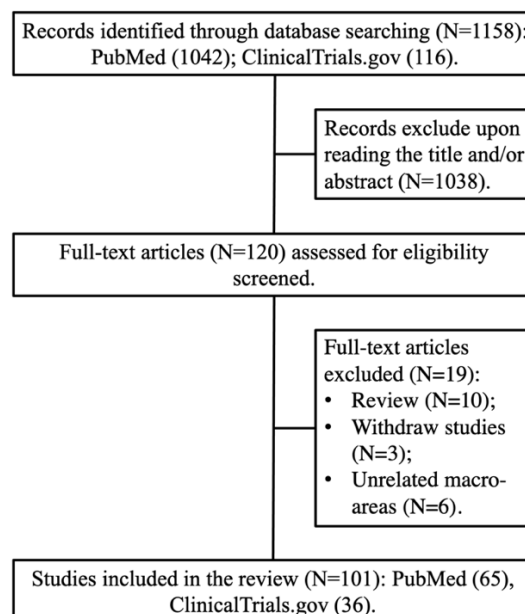 Records identified through database searching (N=1158):
PubMed (1042); ClinicalTrials.gov (116).
Records exclude upon
reading the title and/or
abstract (N=1038).
Full-text articles (N=120) assessed for eligibility
screened.
Full-text articles
excluded (N=19):
• Review (N=10);
• Withdraw studies
(N=3);
• Unrelated macro-
areas (N=6).
Studies included in the review (N=101): PubMed (65),
ClinicalTrials.gov (36).